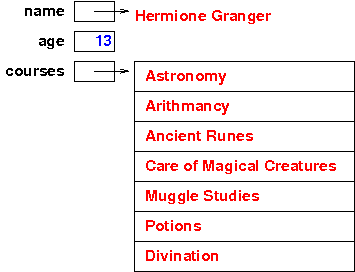 name Hermione Granger
age 13
courses
Astronomy
Arithmancy
Ancient Runes
Care of Magical Creatures
Muggle Studies
Potions
Divination